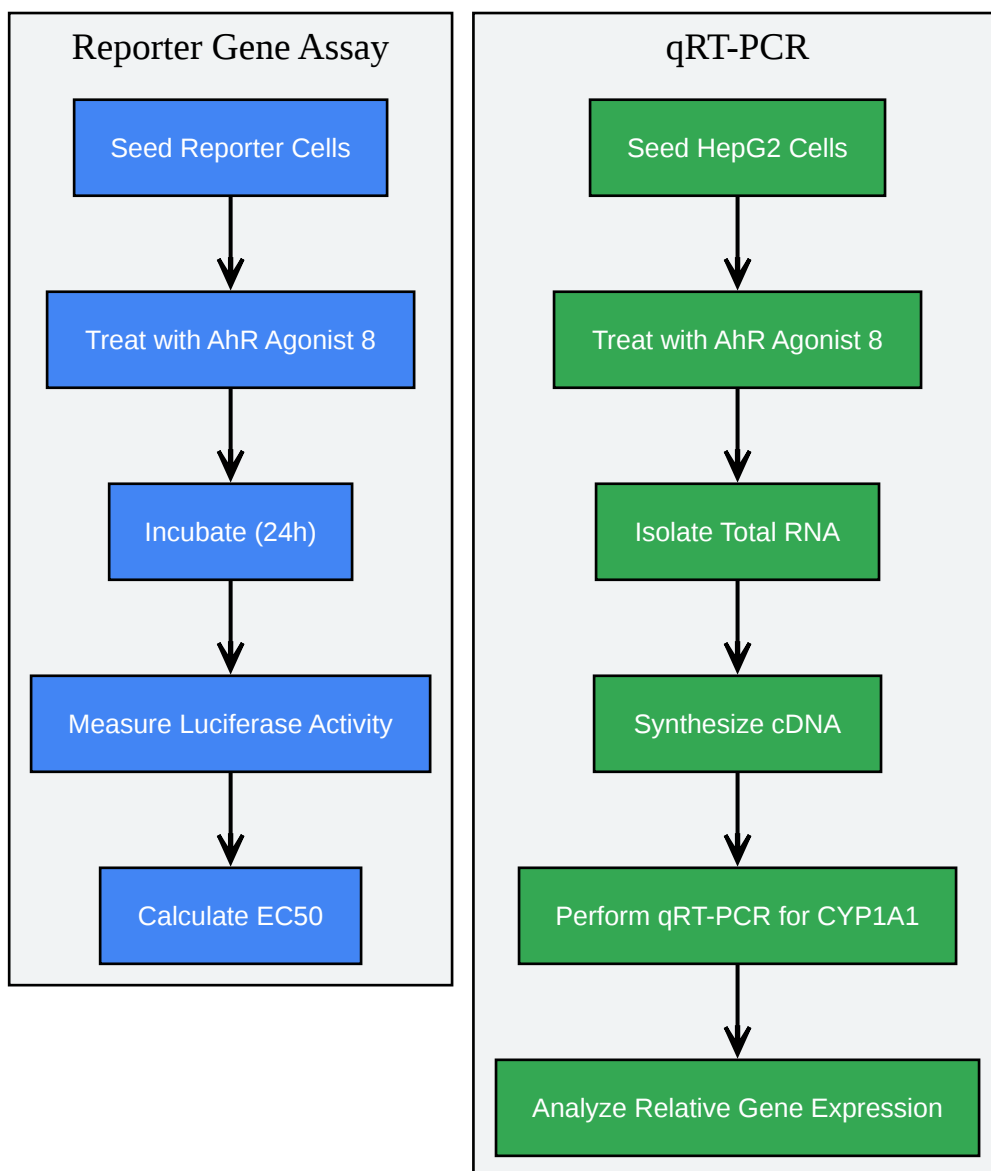 Reporter Gene Assay
Seed Reporter Cells
Treat with AhR Agonist 8
Incubate (24h)
Measure Luciferase Activity
Calculate EC50
qRT-PCR
Seed HepG2 Cells
Treat with AhR Agonist 8
Isolate Total RNA
Synthesize cDNA
Perform qRT-PCR for CYP1A1
Analyze Relative Gene Expression